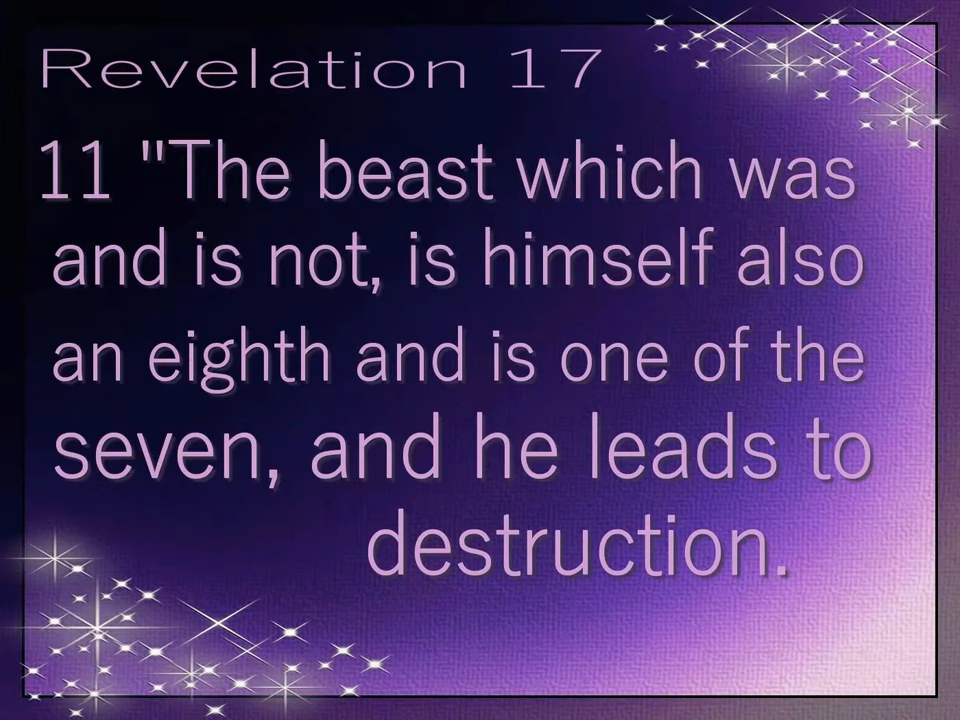 Revelation 17
11 "The beast which was
and is not, is himself also
an eighth and is one of the
seven, and he leads to
destruction.